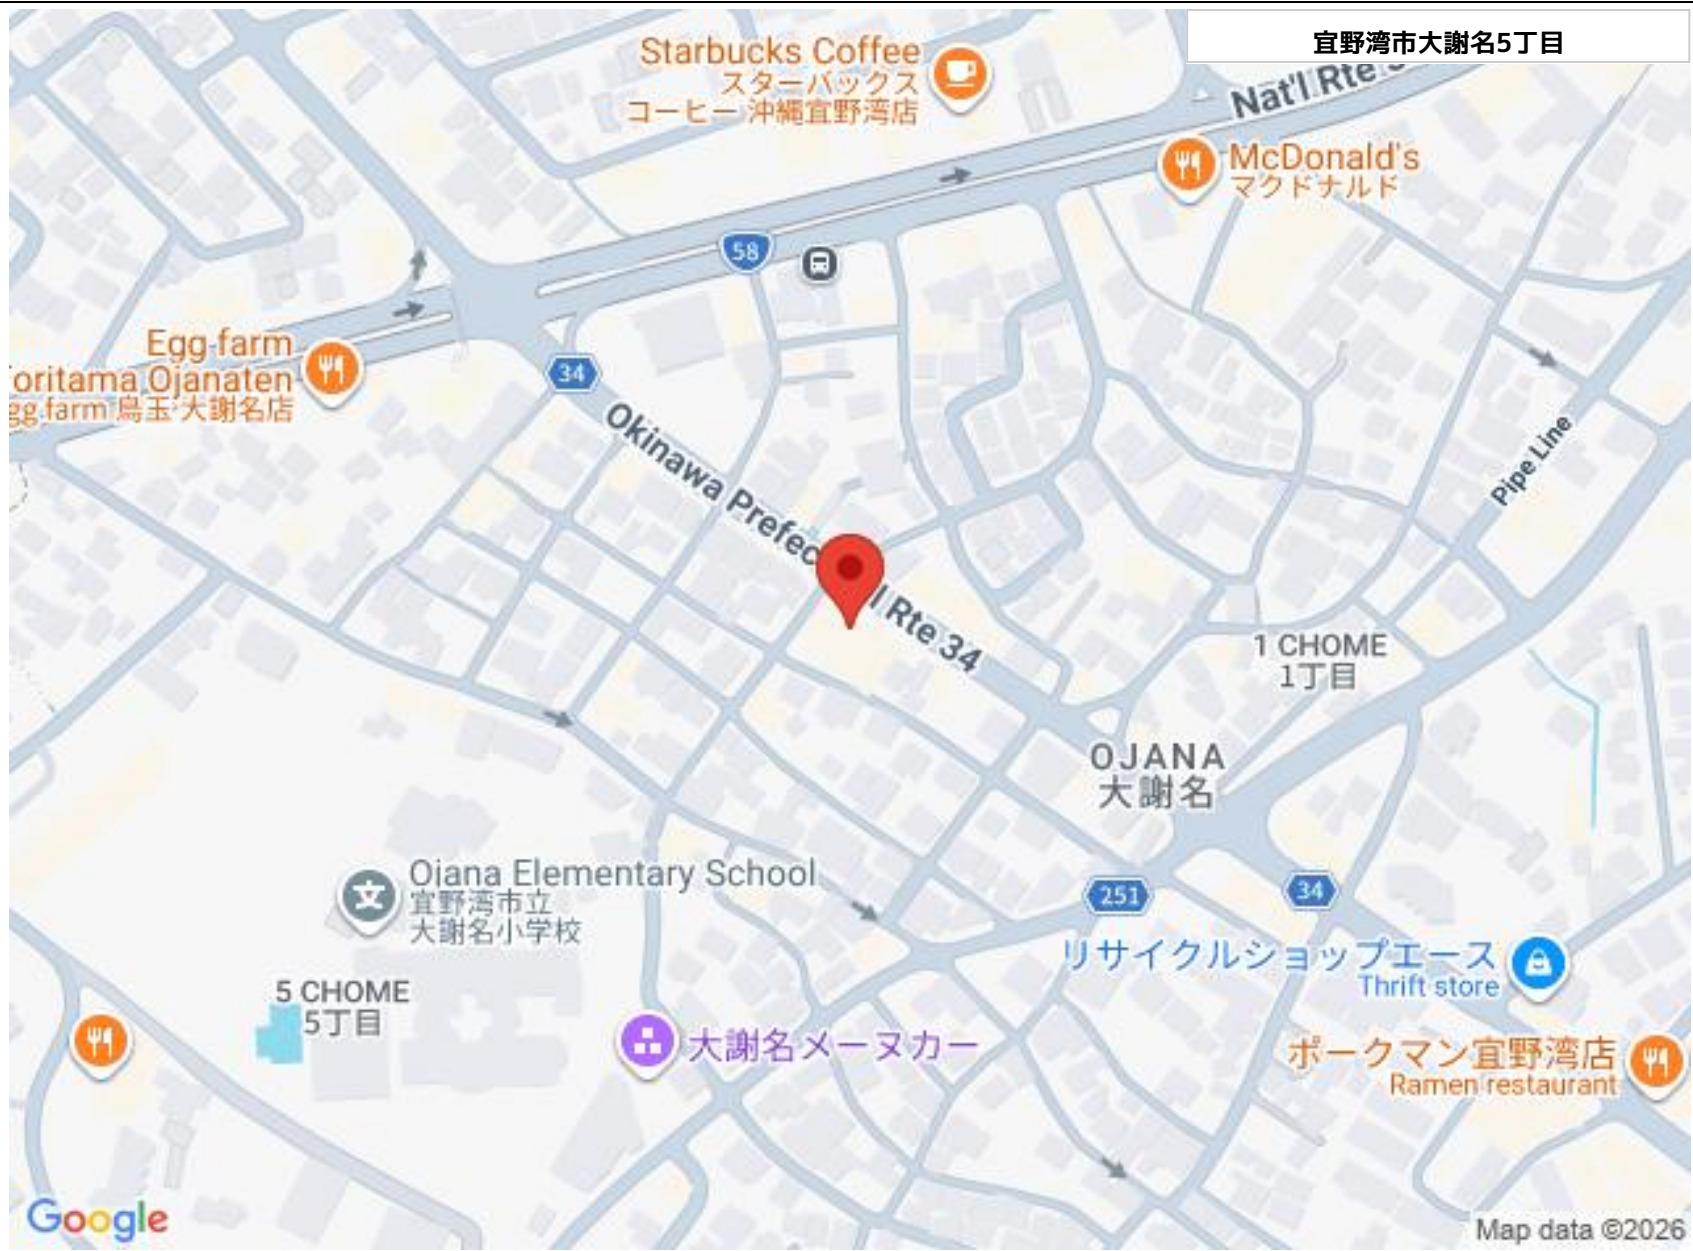 宜野湾市大謝名5丁目
Starbucks Coffee
スターバックス
コーヒー 沖縄宜野湾店
Nat'l Rte
McDonald's
マクドナルド
58
Egg farm
oritama Ojanaten
gg farm 鳥玉 大謝名店
34
Okinawa Prefec l Rte 34
Pipe Line
1 CHOME
1丁目
OJANA
大謝名
Ojana Elementary School
宜野湾市立
大謝名小学校
251
34
リサイクルショップエース
Thrift store
5 CHOME
5丁目
大謝名メーヌカー
ポークマン宜野湾店
Ramen restaurant
Google
Map data ©2026